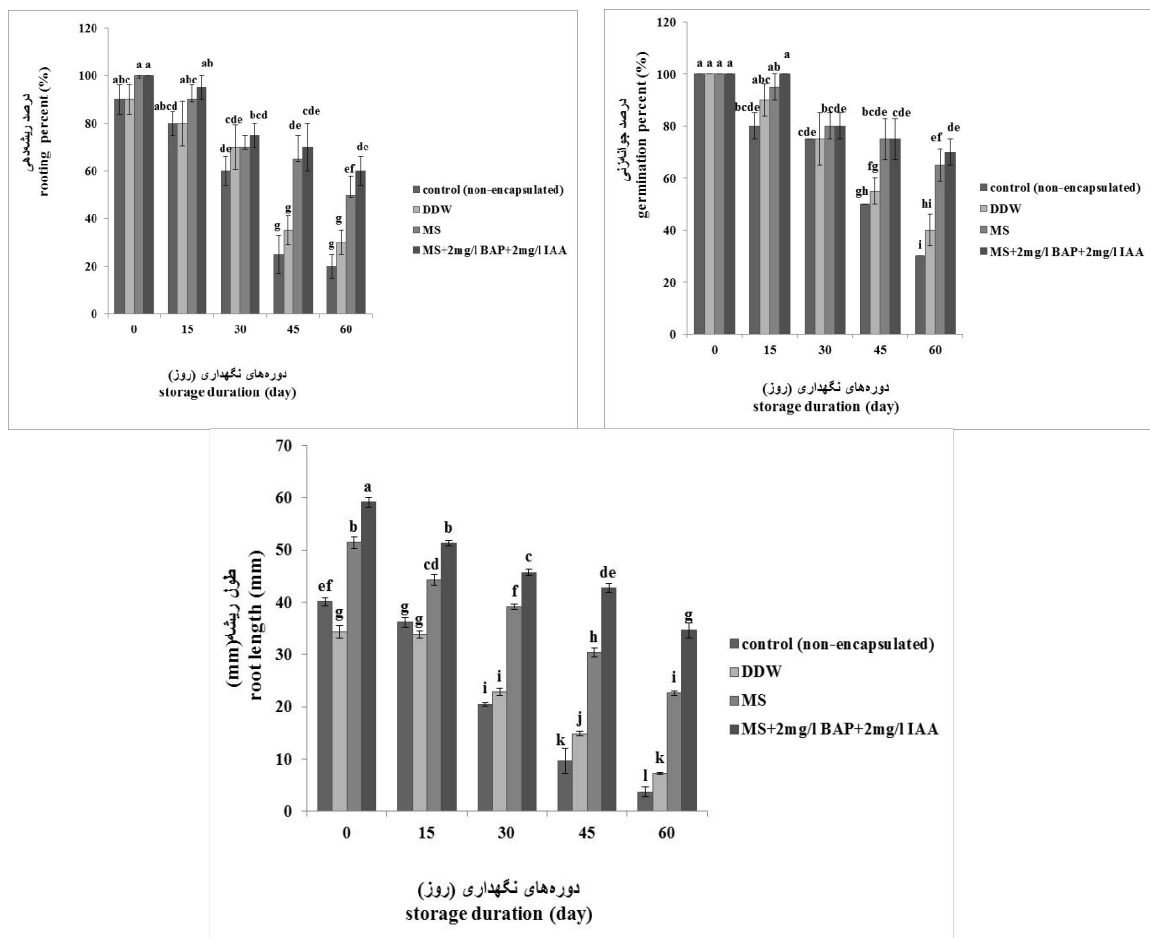 درصد ریشه‌دهی
rooting percent (%)
120
100
80
60
40
20
0
abc
a a
abcd
abc
ab
de
cde
bcd
g
g
de
cde
g
g
ef
de
0 15 30 45 60
دوره‌های نگهداری (روز)
storage duration (day)
control (non-encapsulated)
DDW
MS
MS+2mg/l BAP+2mg/l IAA
درصد جوانه‌زنی
germination percent (%)
120
100
80
60
40
20
0
a a a a
bcde
abc
ab
a
cde
bcde
gh
fg
bcde
cde
i
hi
ef
de
0 15 30 45 60
دوره‌های نگهداری (روز)
storage duration (day)
control (non-encapsulated)
DDW
MS
MS+2mg/l BAP+2mg/l IAA
طول ریشه(mm)
root length (mm)
70
60
50
40
30
20
10
0
ef
g
b
a
g
g
cd
b
i
i
f
c
k
j
h
de
l
k
i
g
0 15 30 45 60
دوره‌های نگهداری (روز)
storage duration (day)
control (non-encapsulated)
DDW
MS
MS+2mg/l BAP+2mg/l IAA